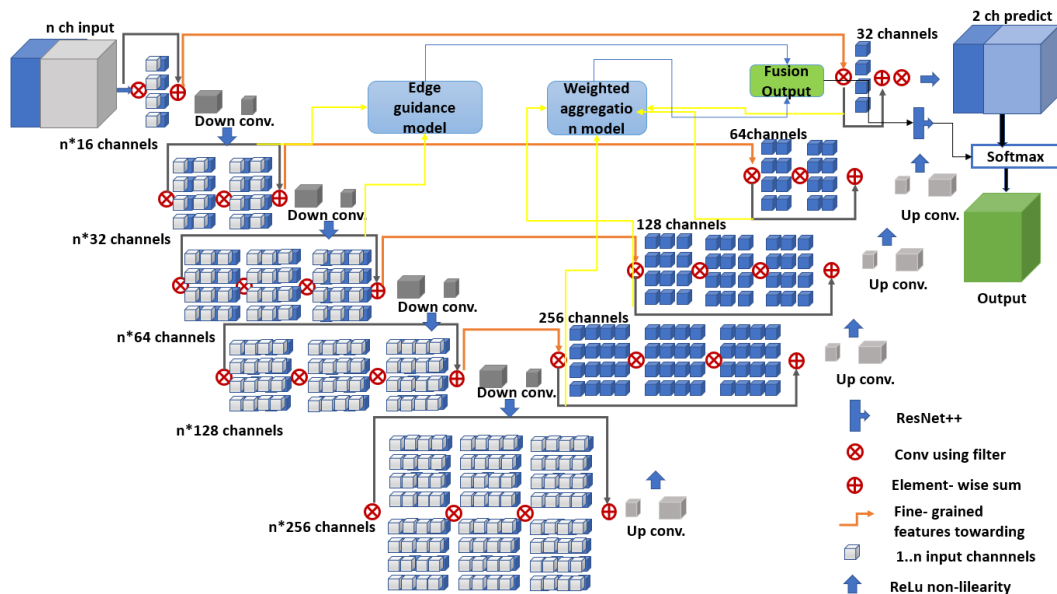 n ch input
2 ch predict
32 channels
Edge
guidance
model
Weighted
aggregatio
n model
Fusion
Output
Down conv.
n*16 channels
64channels
Softmax
Down conv.
Up conv.
n*32 channels
128 channels
Down conv.
Up conv.
Output
n*64 channels
256 channels
Down conv.
Up conv.
n*128 channels
ResNet++
Conv using filter
Element- wise sum
n*256 channels
Up conv.
Fine- grained
features towarding
1..n input channnels
ReLu non-lilearity